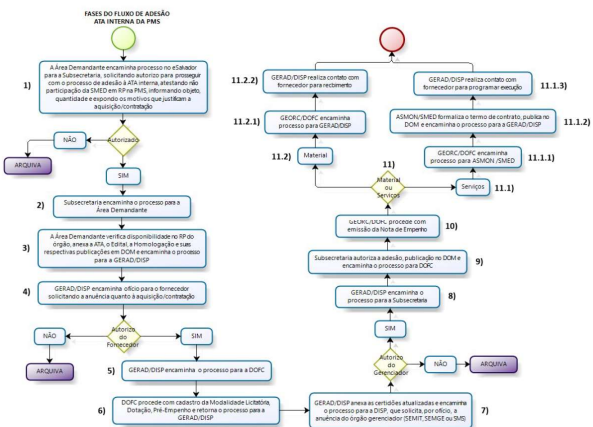 FASES DO FLUXO DE ADESÃO
ATA INTERNA DA PMS
1)
A Área Demandante encaminha processo no eSalvador
para a Subsecretaria, solicitando autorizo para prosseguir
com o processo de adesão à ATA interna, atestando não
participação da SMED em RP na PMS, informando objeto,
quantidade e expondo os motivos que justificam a
aquisição/contratação
NÃO
Autorizado
ARQUIVA
SIM
2)
Subsecretaria encaminha o processo para a
Área Demandante
3)
A Área Demandante verifica disponibilidade no RP do
órgão, anexa a ATA, o Edital, a Homologação e suas
respectivas publicações em DOM e encaminha o processo
para a GERAD/DISP
4)
GERAD/DISP encaminha ofício para o fornecedor
solicitando a anuência quanto à aquisição/contratação
NÃO
Autorizo
do
Fornecedor
SIM
ARQUIVA
5)
GERAD/DISP encaminha o processo para a DOFC
6)
DOFC procede com cadastro da Modalidade Licitatória,
Dotação, Pré-Empenho e retorna o processo para a
GERAD/DISP
7)
GERAD/DISP anexa as certidões atualizadas e encaminha
o processo para a DISP, que solicita, por ofício, a
anuência do órgão gerenciador (SEMIT, SEMGE ou SMS)
Autorizo
do
Gerenciador
NÃO
ARQUIVA
SIM
8)
GERAD/DISP encaminha o
processo para a Subsecretaria
9)
Subsecretaria autoriza a adesão, publicação no DOM e
encaminha o processo para DOFC
10)
GEORC/DOFC procede com
emissão da Nota de Empenho
11)
Material
ou
Serviços
11.2)
Material
Serviços
11.1)
11.2.1)
GEORC/DOFC encaminha
processo para GERAD/DISP
11.2.2)
GERAD/DISP realiza contato com
fornecedor para recbimento
GEORC/DOFC encaminha
processo para ASMON /SMED
11.1.1)
ASMON/SMED formaliza o termo de contrato, publica no
DOM e encaminha o processo para a GERAD/DISP
11.1.2)
GERAD/DISP realiza contato com
fornecedor para programar execução
11.1.3)